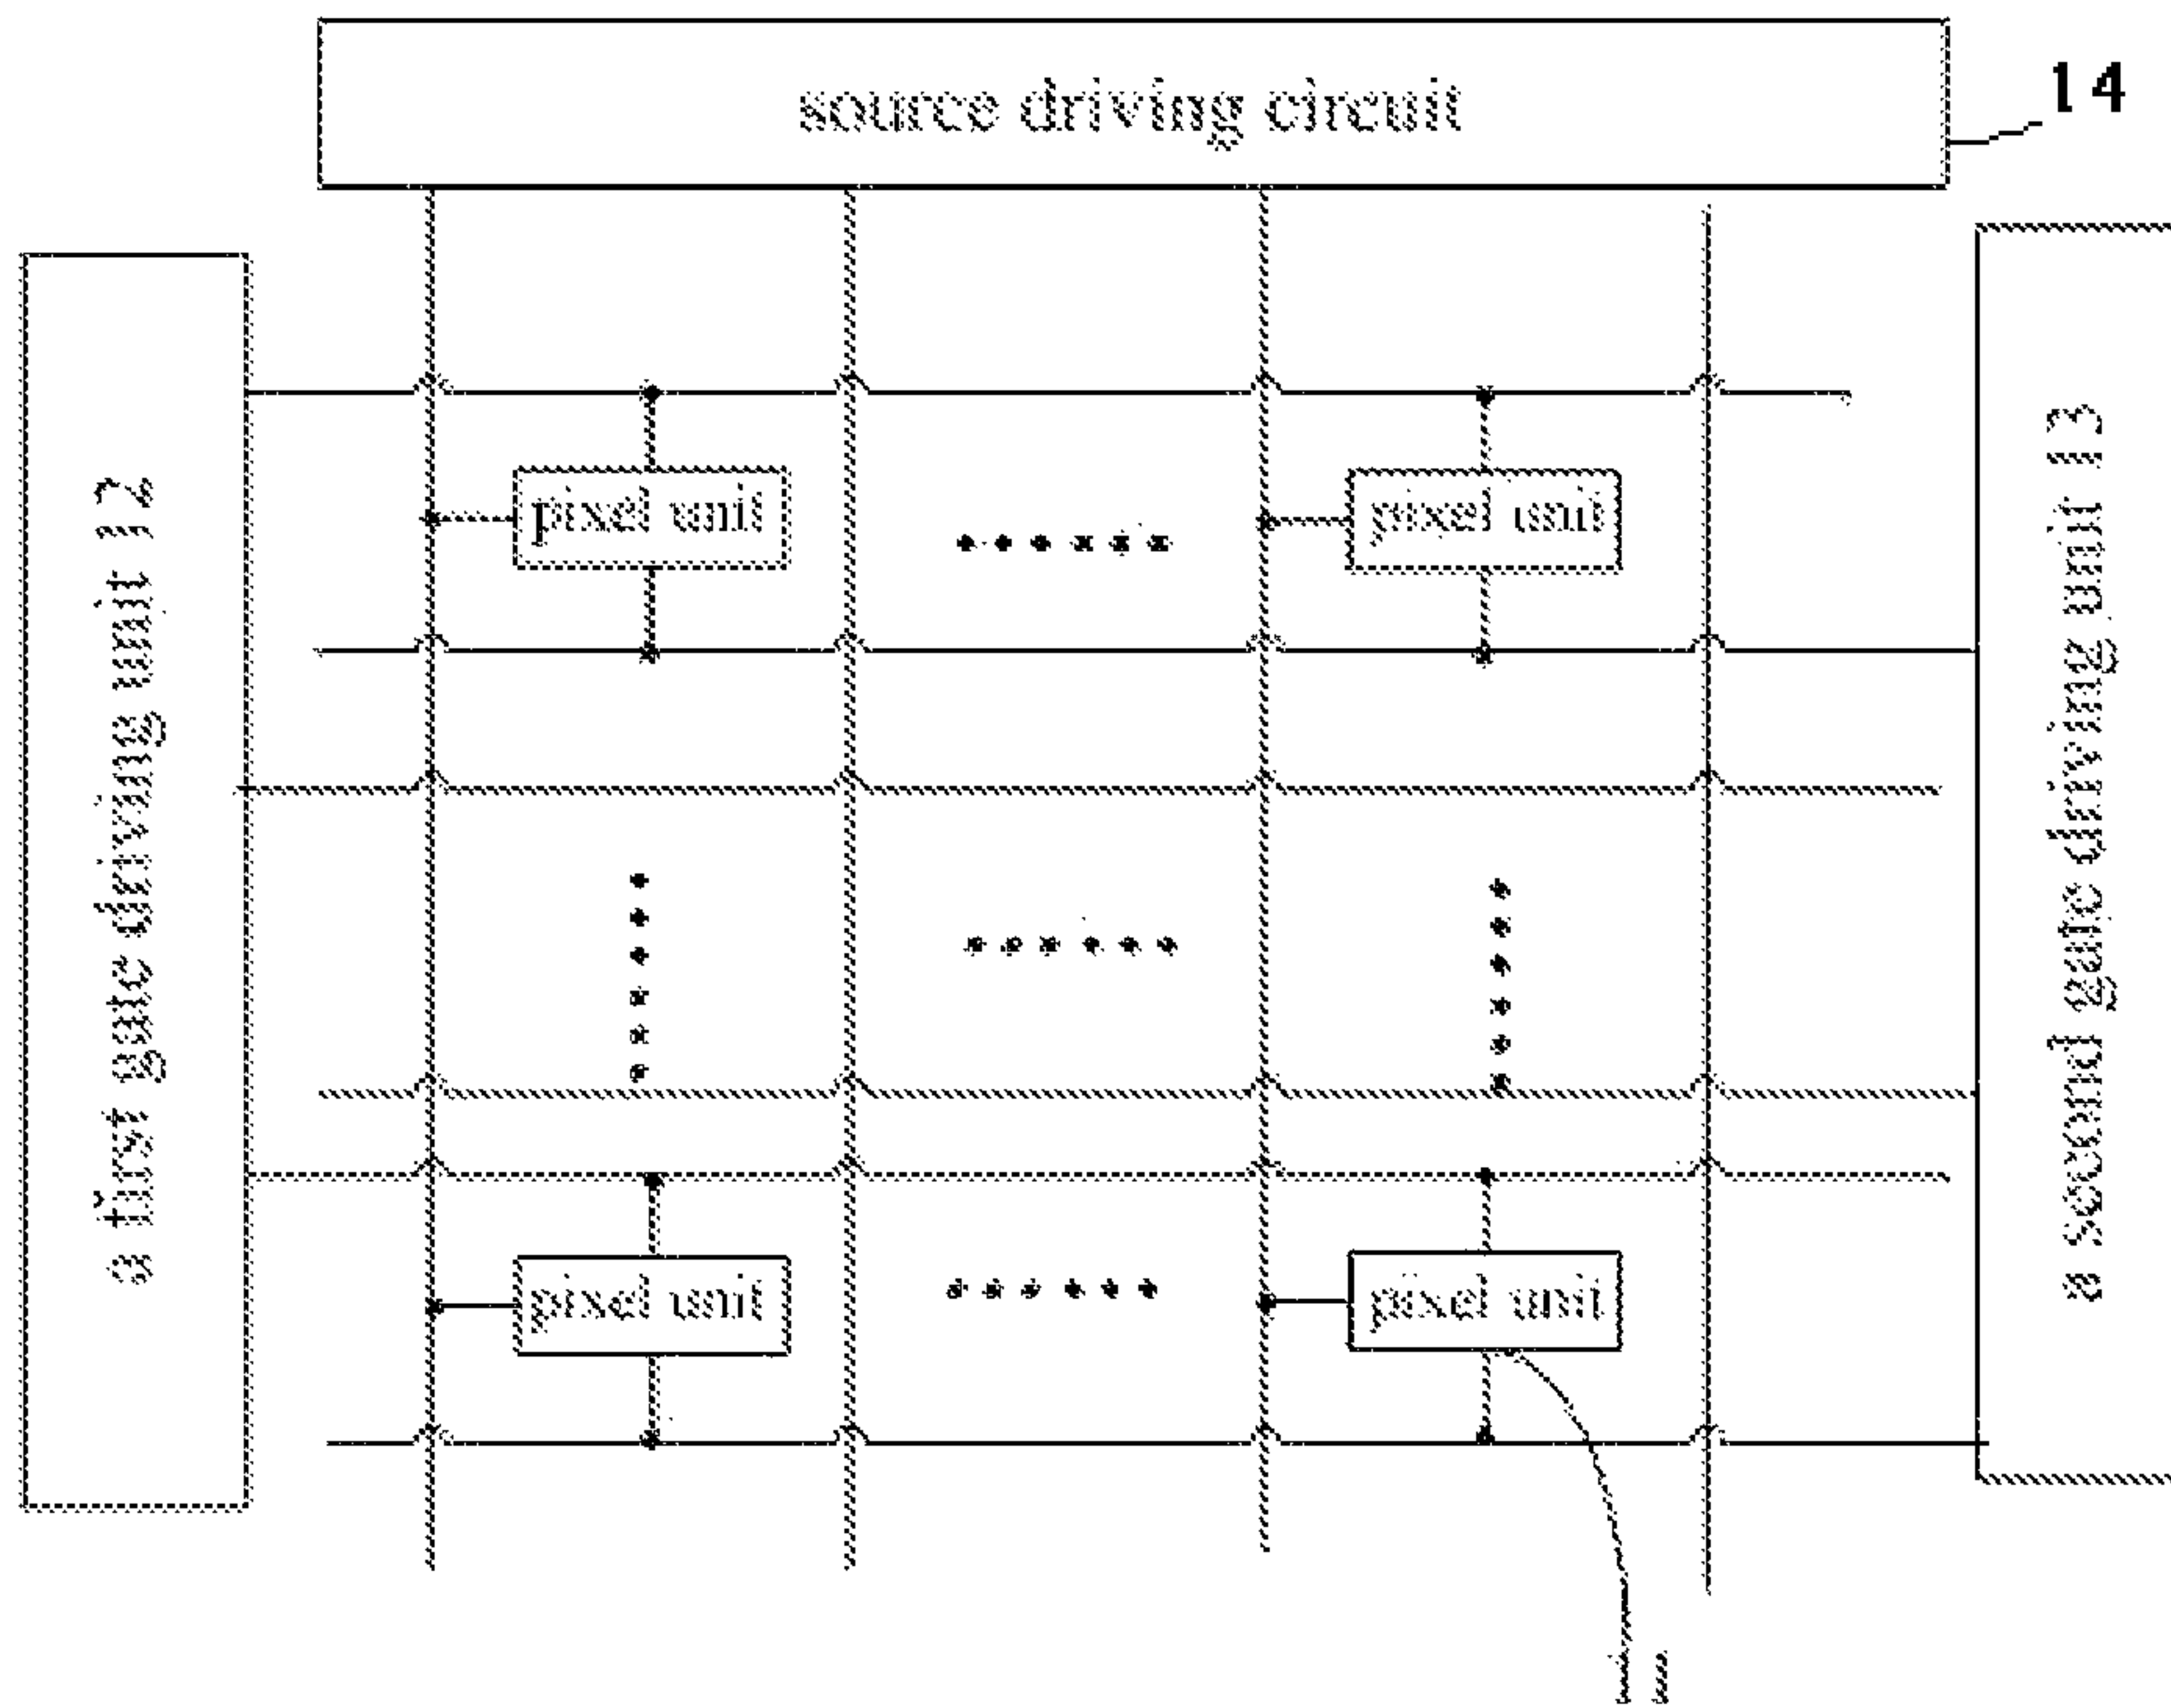 source driving circuit
14
a first gate driving unit 12
pixel unit
pixel unit
a second gate driving unit 13
pixel unit
pixel unit
11